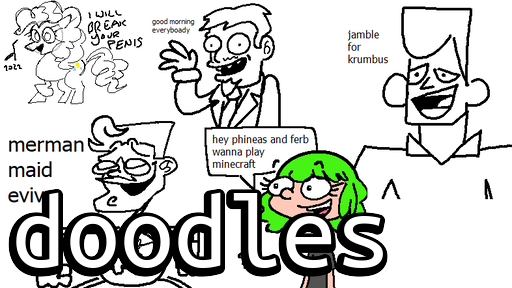 I WILL
BREAK
YOUR
PENIS
2022
good morning
everyboady
jamble
for
krumbus
hey phineas and ferb
wanna play
minecraft
merman
maid
eviv
doodles